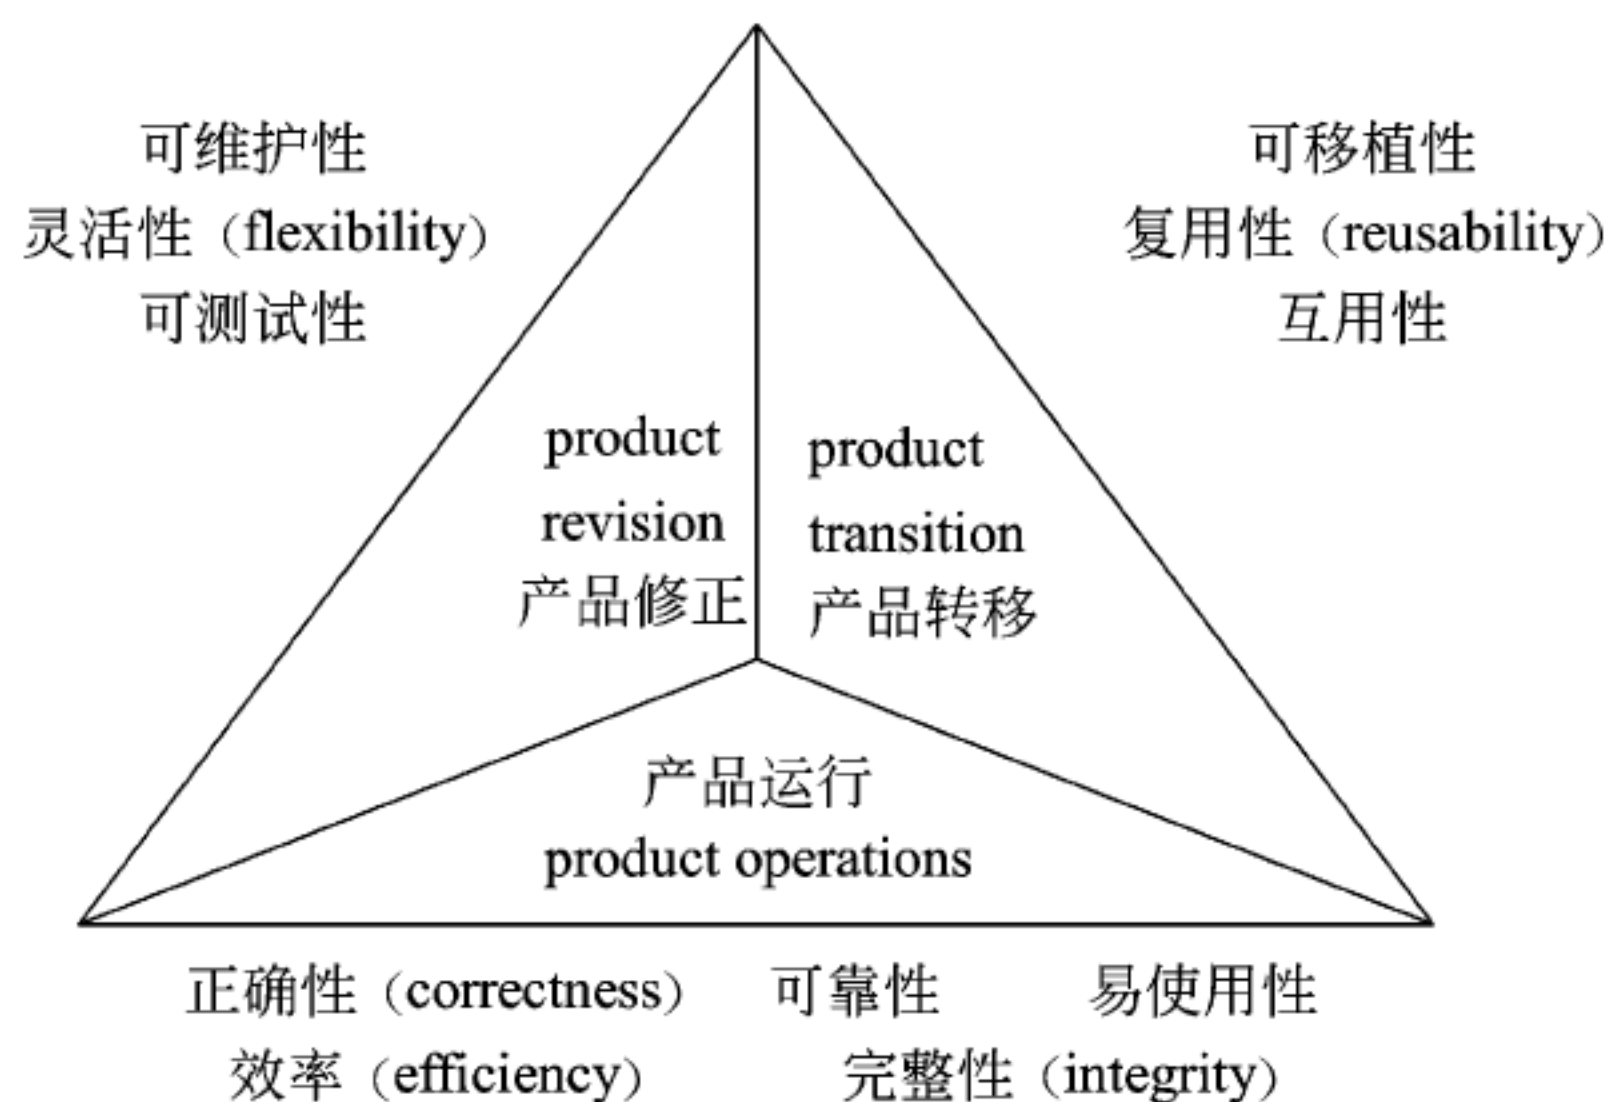 可维护性
灵活性（flexibility）
可测试性
可移植性
复用性（reusability）
互用性
product
revision
产品修正
product
transition
产品转移
产品运行
product operations
正确性（correctness） 可靠性 易使用性
效率（efficiency） 完整性（integrity）